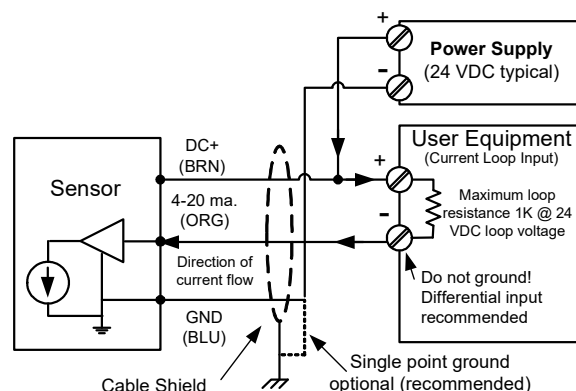 +
Power Supply
(24 VDC typical)
-
DC+
(BRN)
User Equipment
(Current Loop Input)
+
Sensor
4-20 ma.
(ORG)
Maximum loop
resistance 1K @ 24
VDC loop voltage
-
Direction of
current flow
Do not ground!
Differential input
recommended
GND
(BLU)
Cable Shield
Single point ground
optional (recommended)